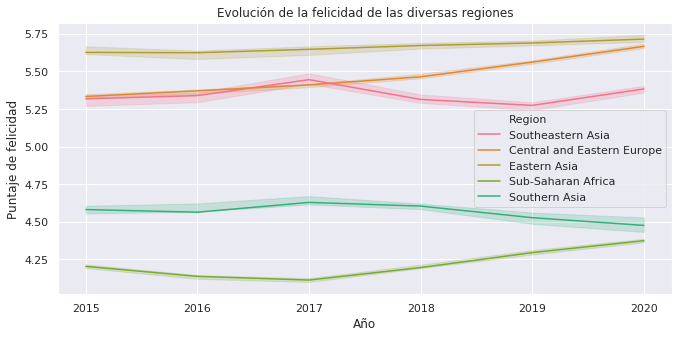 Evolución de la felicidad de las diversas regiones
Puntaje de felicidad
5.75
5.50
5.25
5.00
4.75
4.50
4.25
Region
Southeastern Asia
Central and Eastern Europe
Eastern Asia
Sub-Saharan Africa
Southern Asia
2015 2016 2017 2018 2019 2020
Año